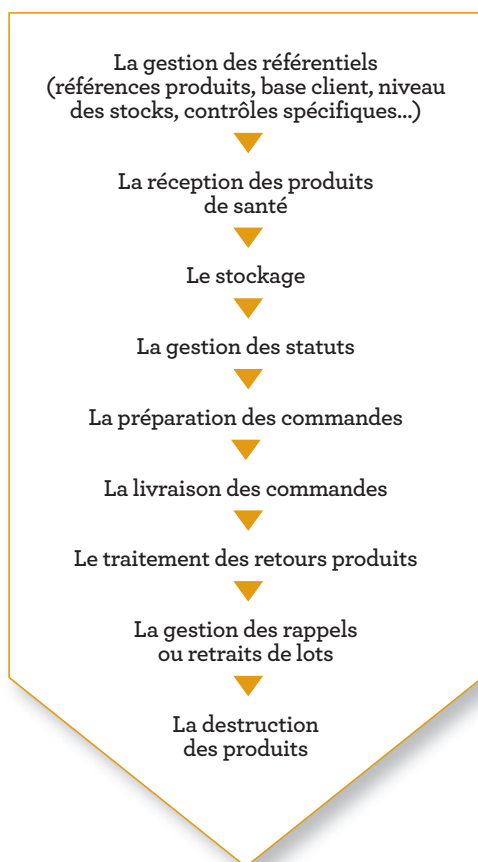 La gestion des référentiels
(références produits, base client, niveau
des stocks, contrôles spécifiques...)
La réception des produits
de santé
Le stockage
La gestion des statuts
La préparation des commandes
La livraison des commandes
Le traitement des retours produits
La gestion des rappels
ou retraits de lots
La destruction
des produits